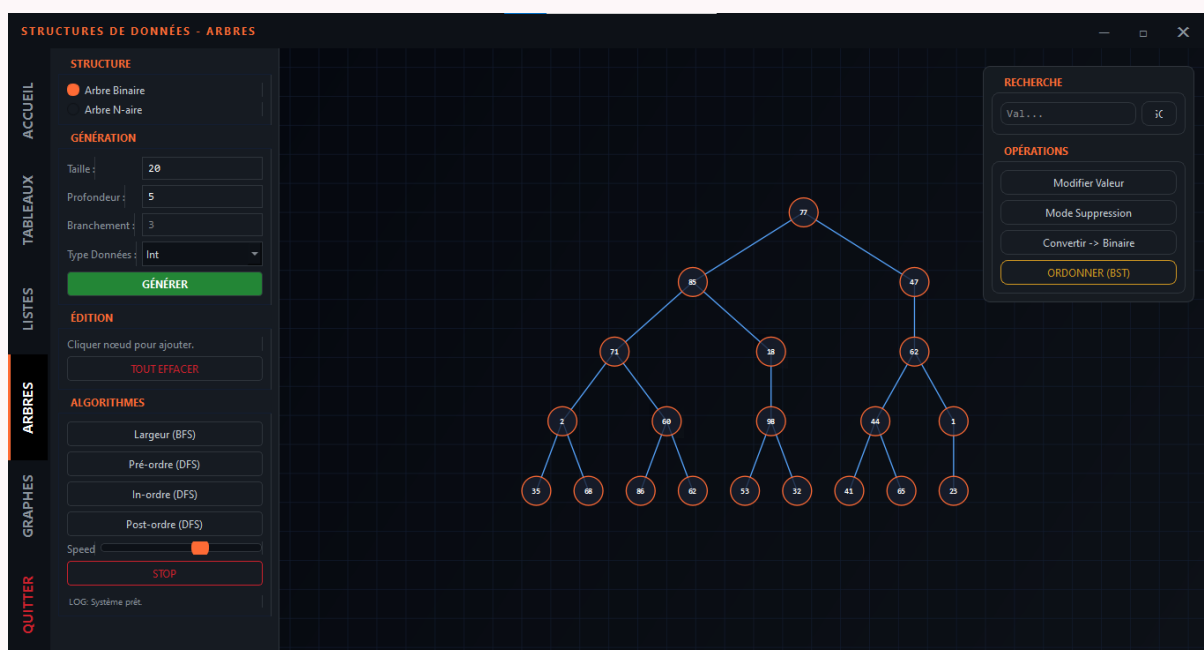 STRUCTURES DE DONNÉES - ARBRES
ACCUEIL
TABLEAUX
LISTES
ARBRES
GRAPHES
QUITTER
STRUCTURE
Arbre Binaire
Arbre N-aire
GÉNÉRATION
Taille : 20
Profondeur : 5
Branchement : 3
Type Données : Int
GÉNÉRER
ÉDITION
Cliquer nœud pour ajouter.
TOUT EFFACER
ALGORITHMES
Largeur (BFS)
Pré-ordre (DFS)
In-ordre (DFS)
Post-ordre (DFS)
Speed
STOP
LOG: Système prêt.
77
85 47
71 18 62
2 60 98 44 1
35 68 86 62 53 32 41 65 23
RECHERCHE
Val...
OPÉRATIONS
Modifier Valeur
Mode Suppression
Convertir -> Binaire
ORDONNER (BST)